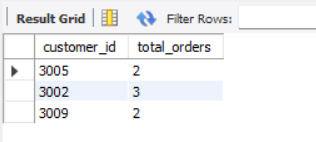 Result Grid Filter Rows:
customer_id total_orders
3005 2
3002 3
3009 2